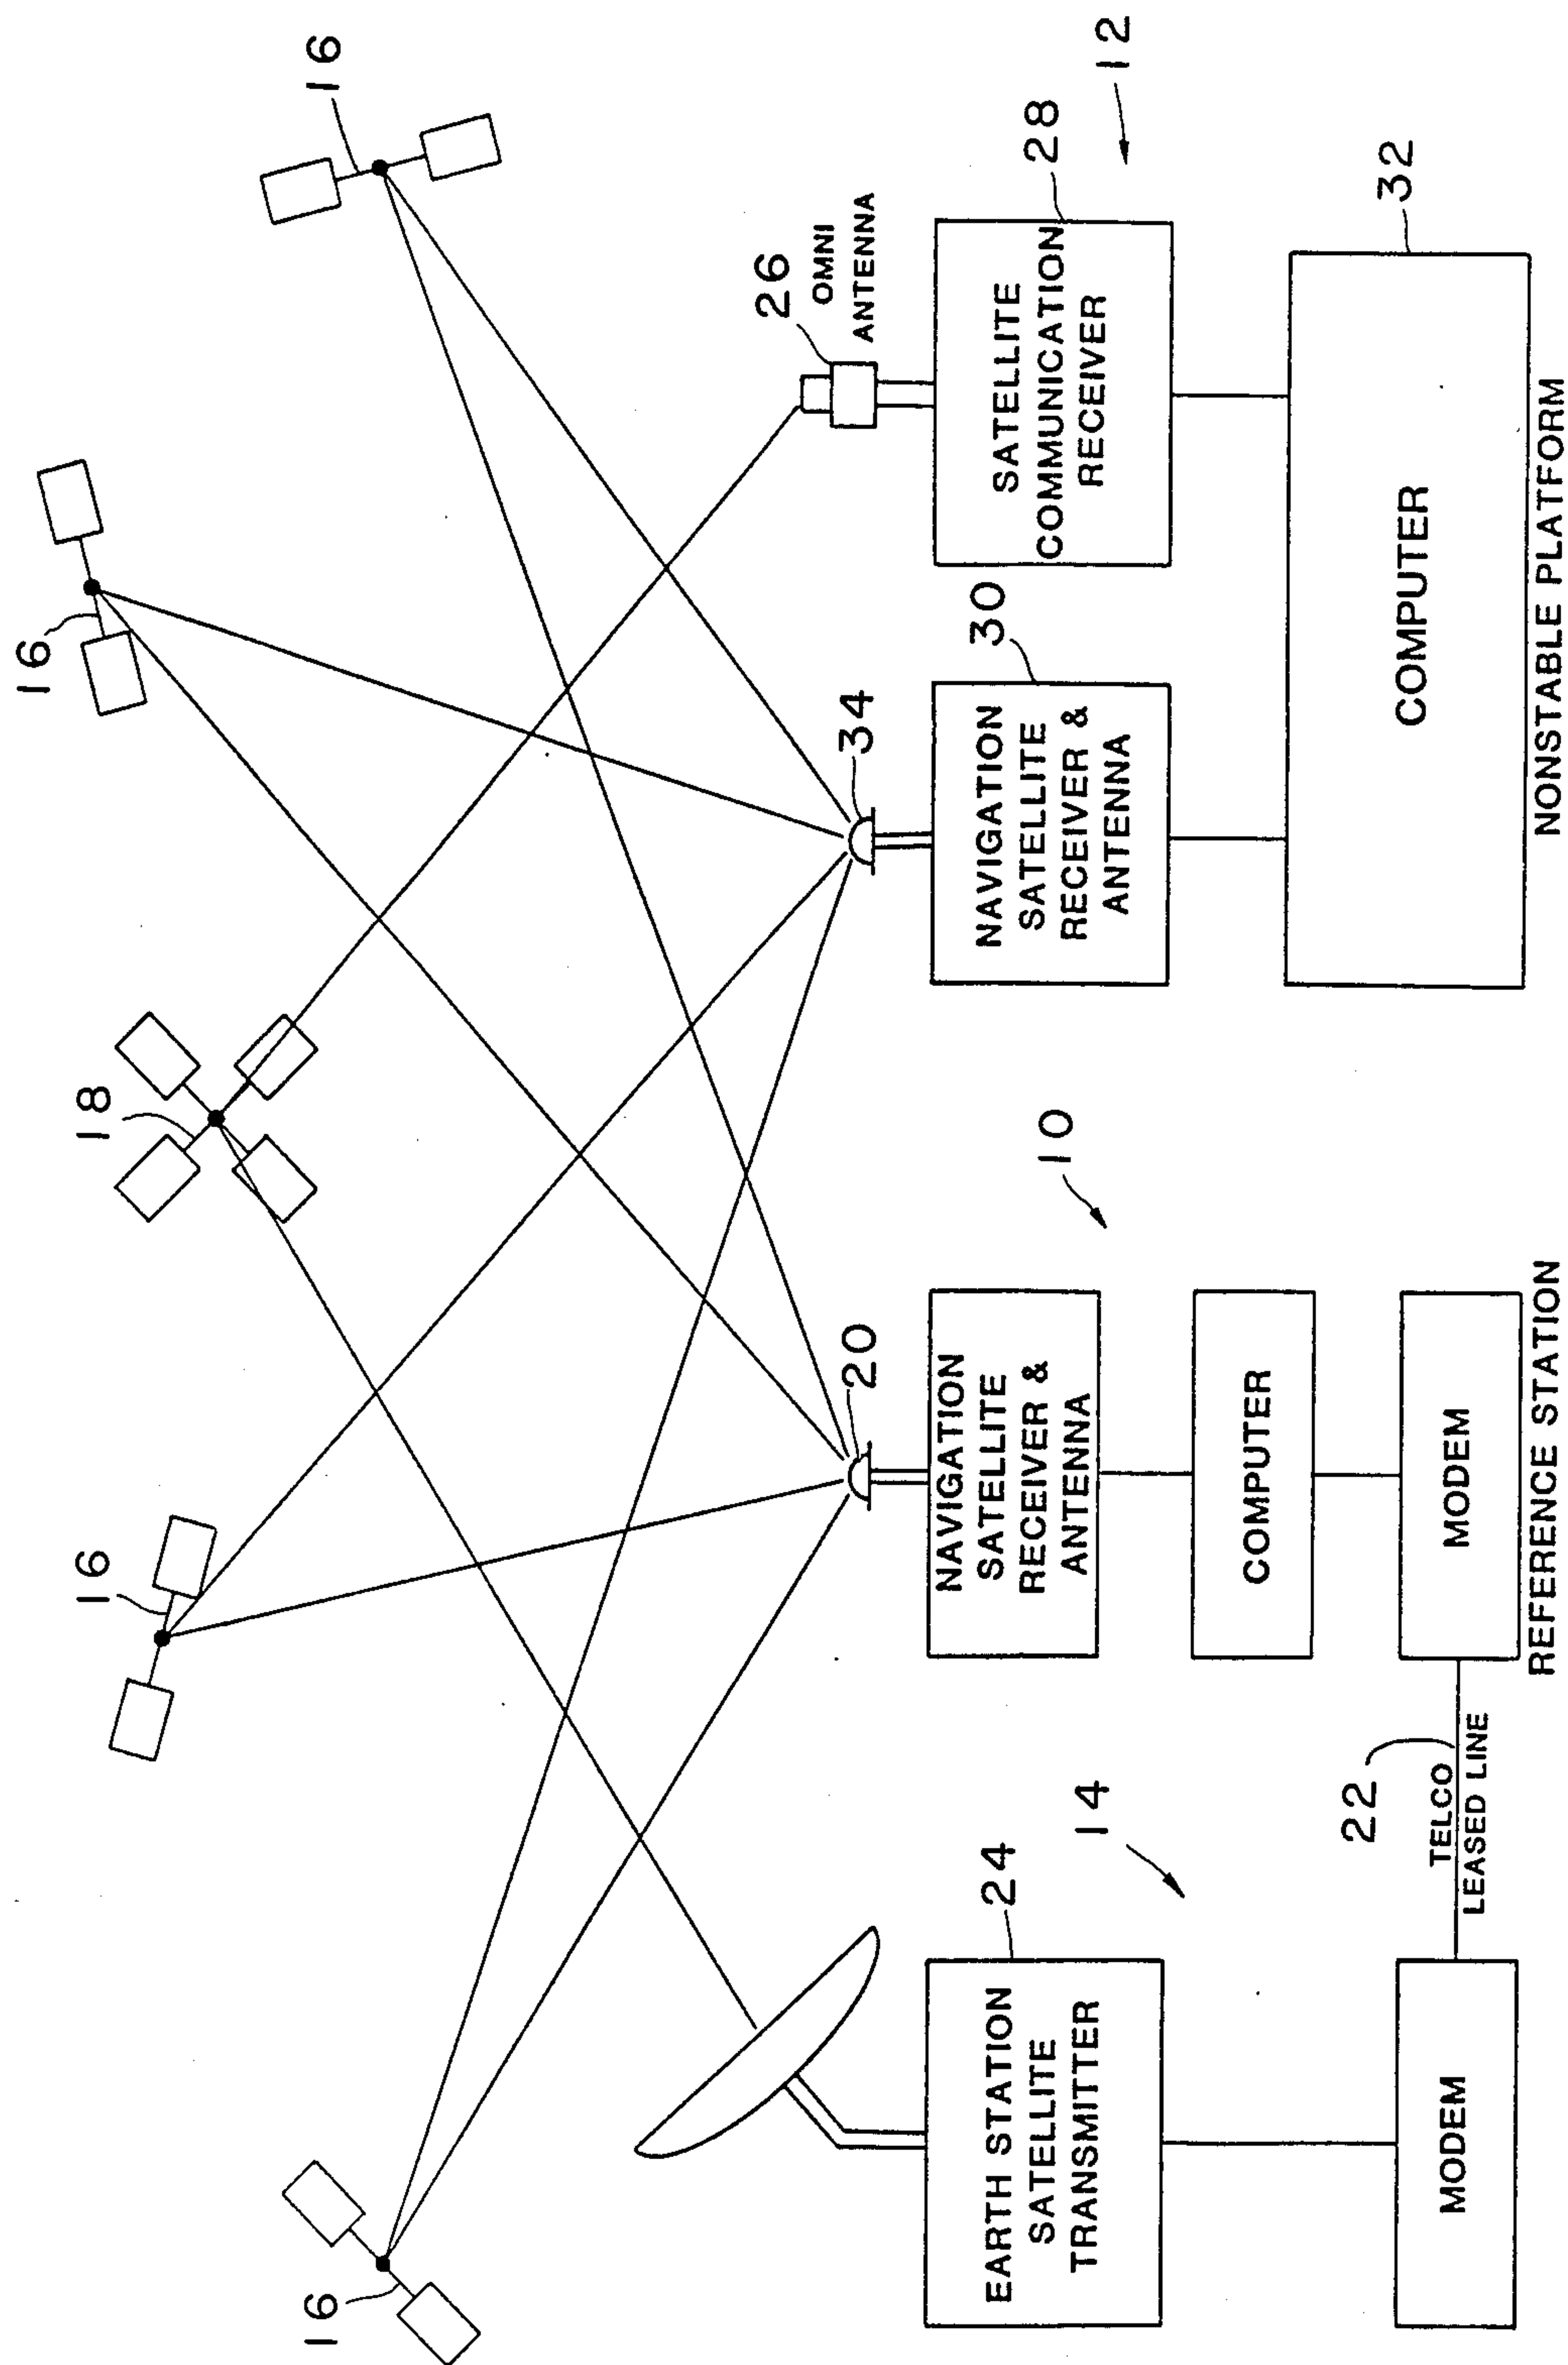 16
16
18
16
16
EARTH STATION
SATELLITE
TRANSMITTER
24
14
MODEM
TELCO
LEASED LINE
22
20
NAVIGATION
SATELLITE
RECEIVER &
ANTENNA
10
COMPUTER
MODEM
REFERENCE STATION
34
NAVIGATION
SATELLITE
RECEIVER &
ANTENNA
30
26
OMNI
ANTENNA
SATELLITE
COMMUNICATION
RECEIVER
28
12
COMPUTER
32
NONSTABLE PLATFORM